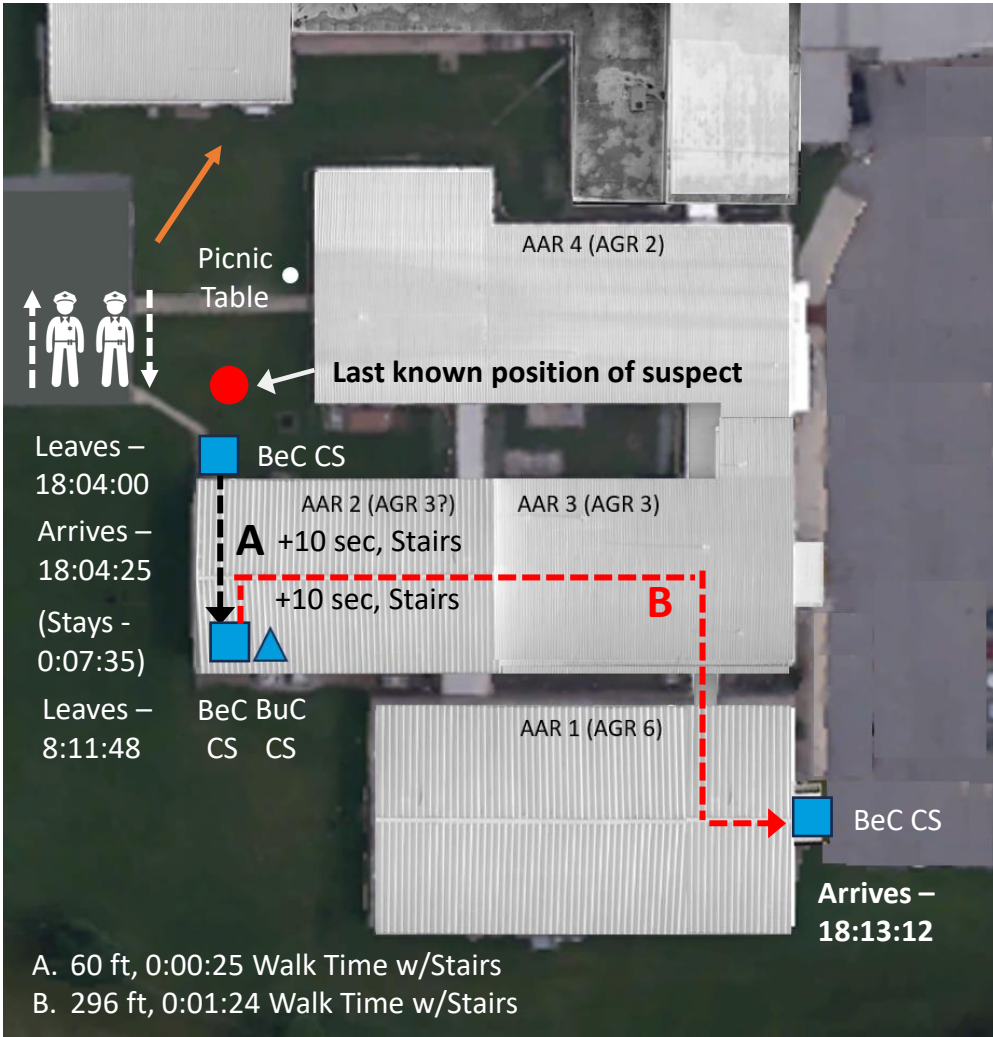 AAR 4 (AGR 2)
Picnic
Table
Last known position of suspect
Leaves –
18:04:00
BeC CS
AAR 2 (AGR 3?)
AAR 3 (AGR 3)
A +10 sec, Stairs
Arrives –
18:04:25
+10 sec, Stairs
B
(Stays -
0:07:35)
Leaves –
8:11:48
BeC
CS
BuC
CS
AAR 1 (AGR 6)
BeC CS
Arrives –
18:13:12
A. 60 ft, 0:00:25 Walk Time w/Stairs
B. 296 ft, 0:01:24 Walk Time w/Stairs